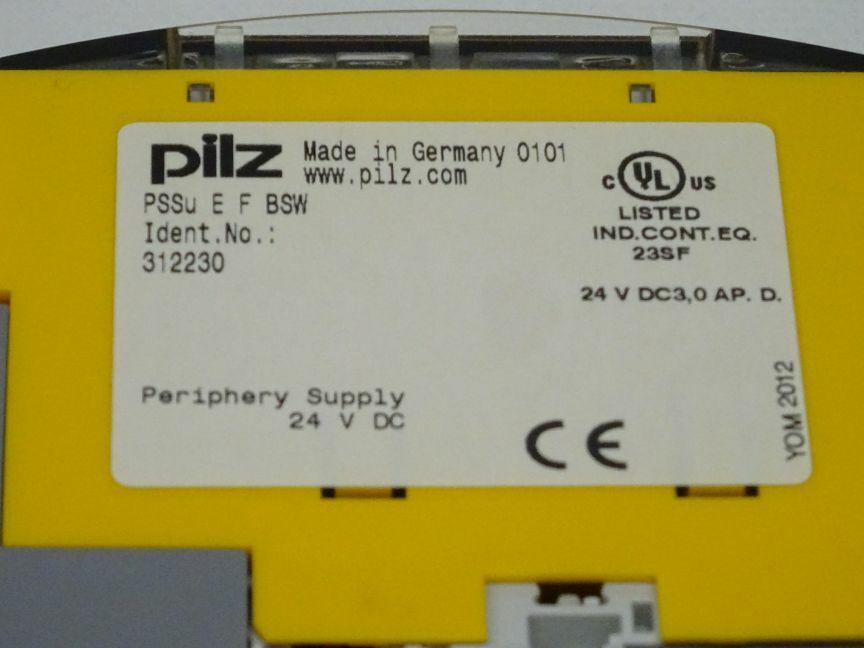 pilz Made in Germany 0101
www.pilz.com
PSSu E F BSW
Ident.No.:
312230
C UL US
LISTED
IND.CONT.EQ.
23SF
24 V DC3,0 AP. D.
Periphery Supply
24 V DC
CE
YOM 2012